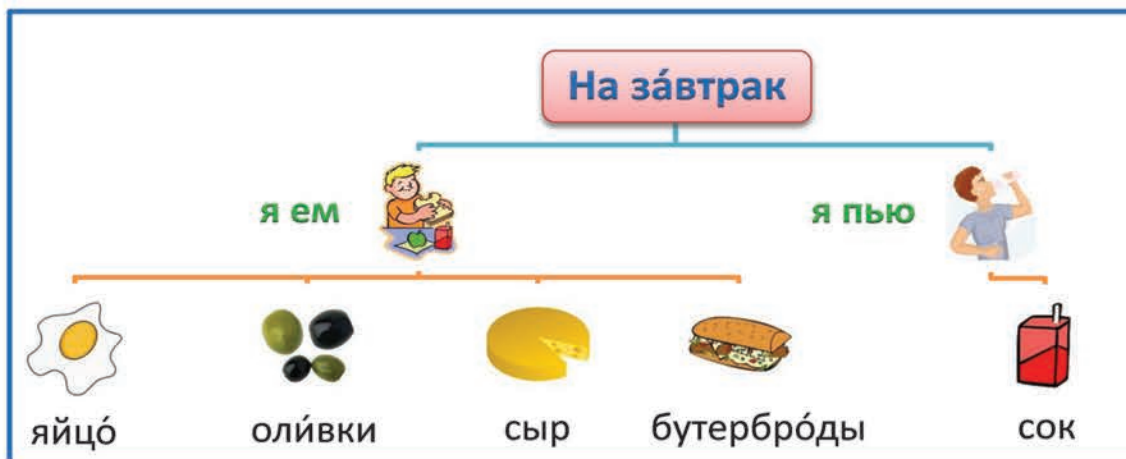 На за́втрак
я ем
я пью
яйцо́
оли́вки
сыр
бутербро́ды
сок